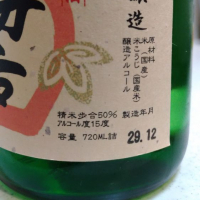 醸造
原材料
米(国産)
米こうじ(国産米)
醸造アルコール
精米歩合50%
アルコール度15度
容量 720ML詰
製造年月
29.12